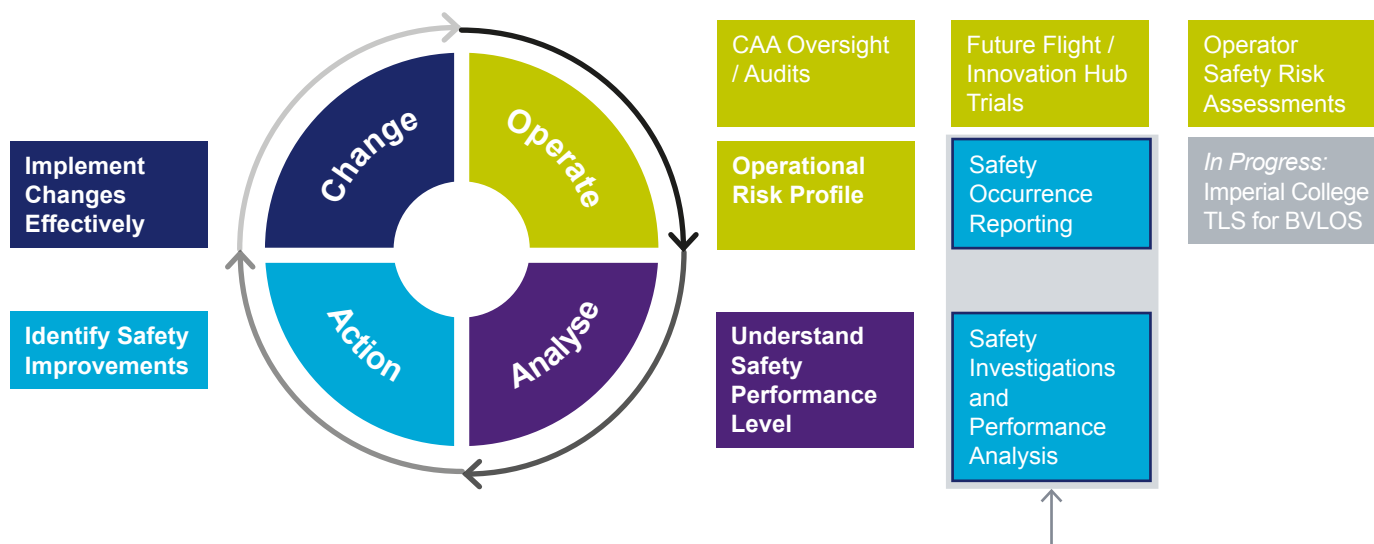 Change
Operate
Action
Analyse
Implement
Changes
Effectively
Identify Safety
Improvements
CAA Oversight
/ Audits
Future Flight /
Innovation Hub
Trials
Operator
Safety Risk
Assessments
Operational
Risk Profile
Safety
Occurrence
Reporting
In Progress:
Imperial College
TLS for BVLOS
Understand
Safety
Performance
Level
Safety
Investigations
and
Performance
Analysis